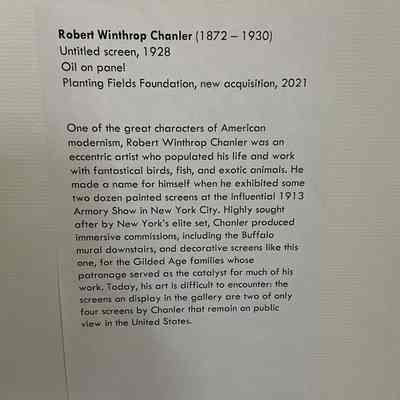 Robert Winthrop Chanler (1872 – 1930)
Untitled screen, 1928
Oil on panel
Planting Fields Foundation, new acquisition, 2021
One of the great characters of American
modernism, Robert Winthrop Chanler was an
eccentric artist who populated his life and work
with fantastical birds, fish, and exotic animals. He
made a name for himself when he exhibited some
two dozen painted screens at the influential 1913
Armory Show in New York City. Highly sought
after by New York's elite set, Chanler produced
immersive commissions, including the Buffalo
mural downstairs, and decorative screens like this
one, for the Gilded Age families whose
patronage served as the catalyst for much of his
work. Today, his art is difficult to encounter: the
screens on display in the gallery are two of only
four screens by Chanler that remain on public
view in the United States.